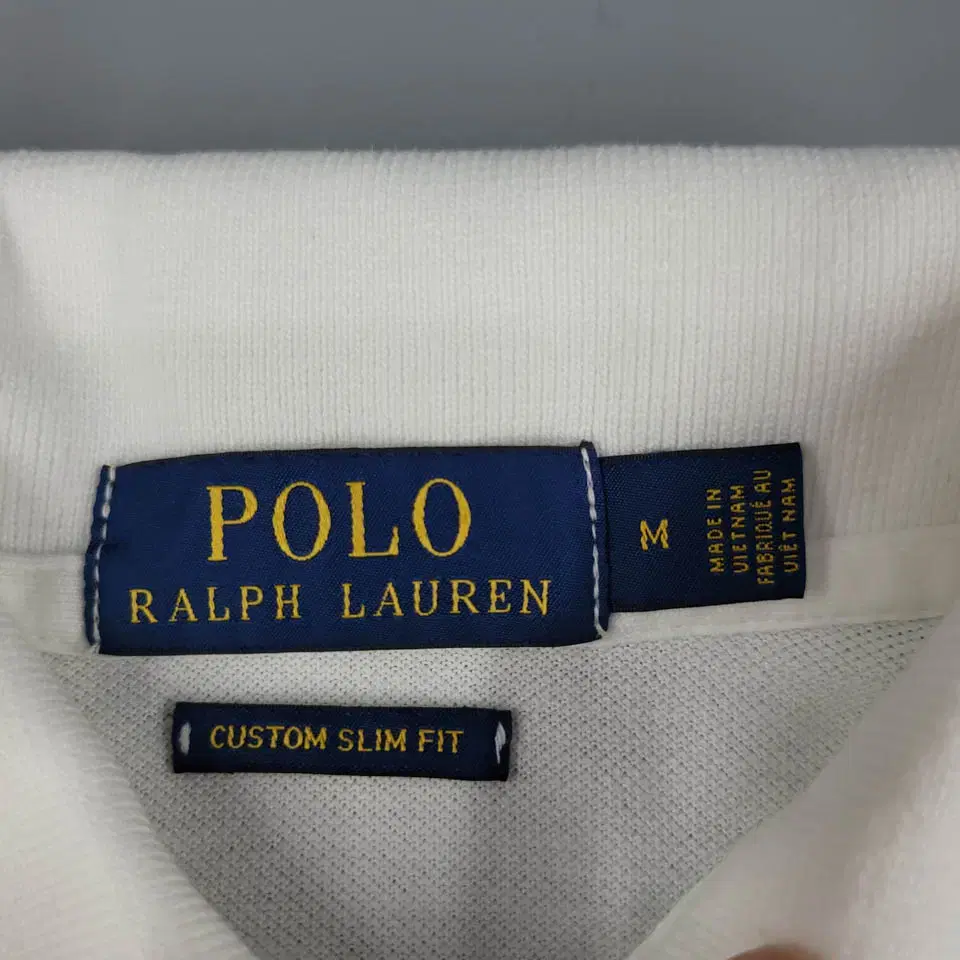 POLO
RALPH LAUREN
M
MADE IN
VIETNAM
FABRIQUÉ AU
VIÊT NAM
CUSTOM SLIM FIT